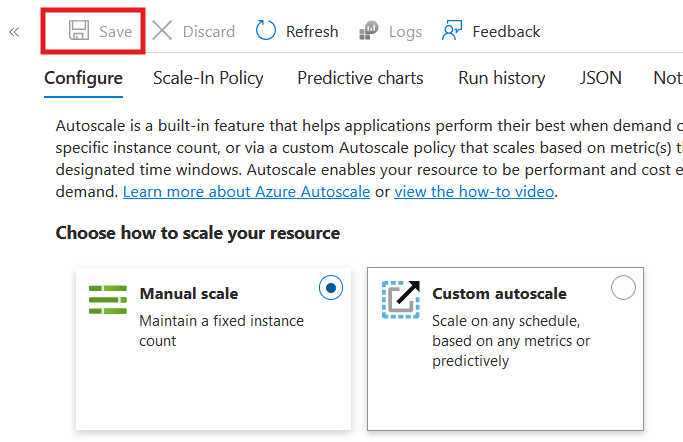 « Save Discard Refresh Logs Feedback
Configure Scale-In Policy Predictive charts Run history JSON Not
Autoscale is a built-in feature that helps applications perform their best when demand
specific instance count, or via a custom Autoscale policy that scales based on metric(s)
designated time windows. Autoscale enables your resource to be performant and cost
demand. Learn more about Azure Autoscale or view the how-to video.
Choose how to scale your resource
Manual scale
Maintain a fixed instance
count
Custom autoscale
Scale on any schedule,
based on any metrics or
predictively